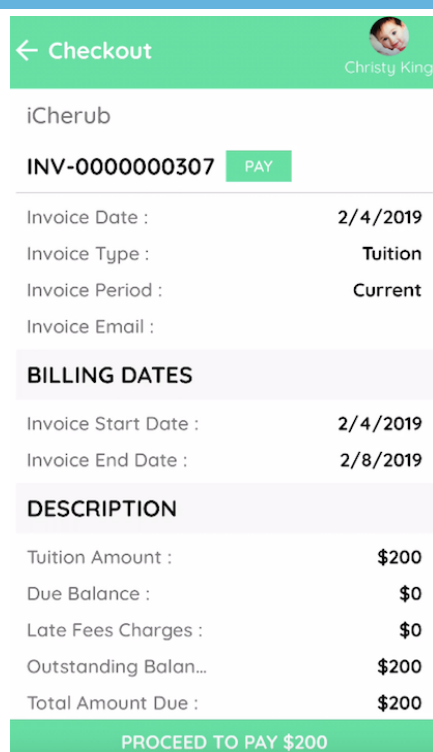 ← Checkout
Christy King
iCherub
INV-0000000307 PAY
Invoice Date : 2/4/2019
Invoice Type : Tuition
Invoice Period : Current
Invoice Email :
BILLING DATES
Invoice Start Date : 2/4/2019
Invoice End Date : 2/8/2019
DESCRIPTION
Tuition Amount : $200
Due Balance : $0
Late Fees Charges : $0
Outstanding Balan... $200
Total Amount Due : $200
PROCEED TO PAY $200